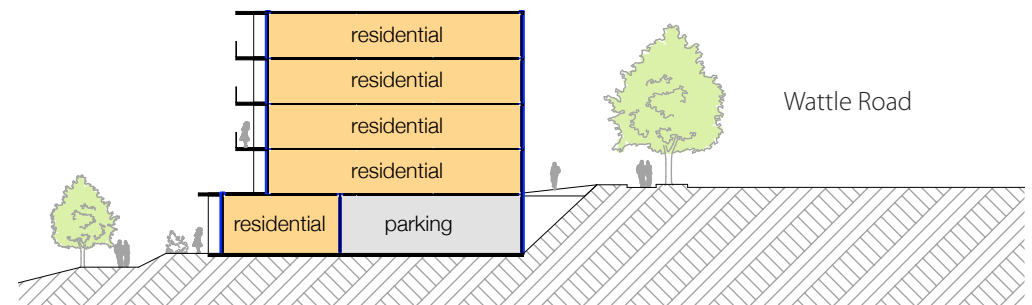 residential
residential
Wattle Road
residential
residential
residential parking